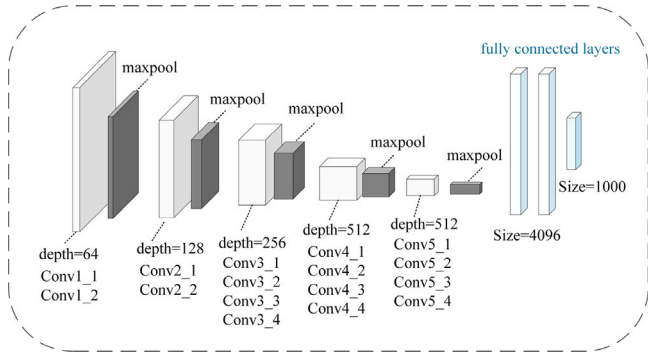 fully connected layers
maxpool
maxpool
maxpool
maxpool
maxpool
Size=1000
Size=4096
depth=64
Conv1_1
Conv1_2
depth=128
Conv2_1
Conv2_2
depth=256
Conv3_1
Conv3_2
Conv3_3
Conv3_4
depth=512
Conv4_1
Conv4_2
Conv4_3
Conv4_4
depth=512
Conv5_1
Conv5_2
Conv5_3
Conv5_4